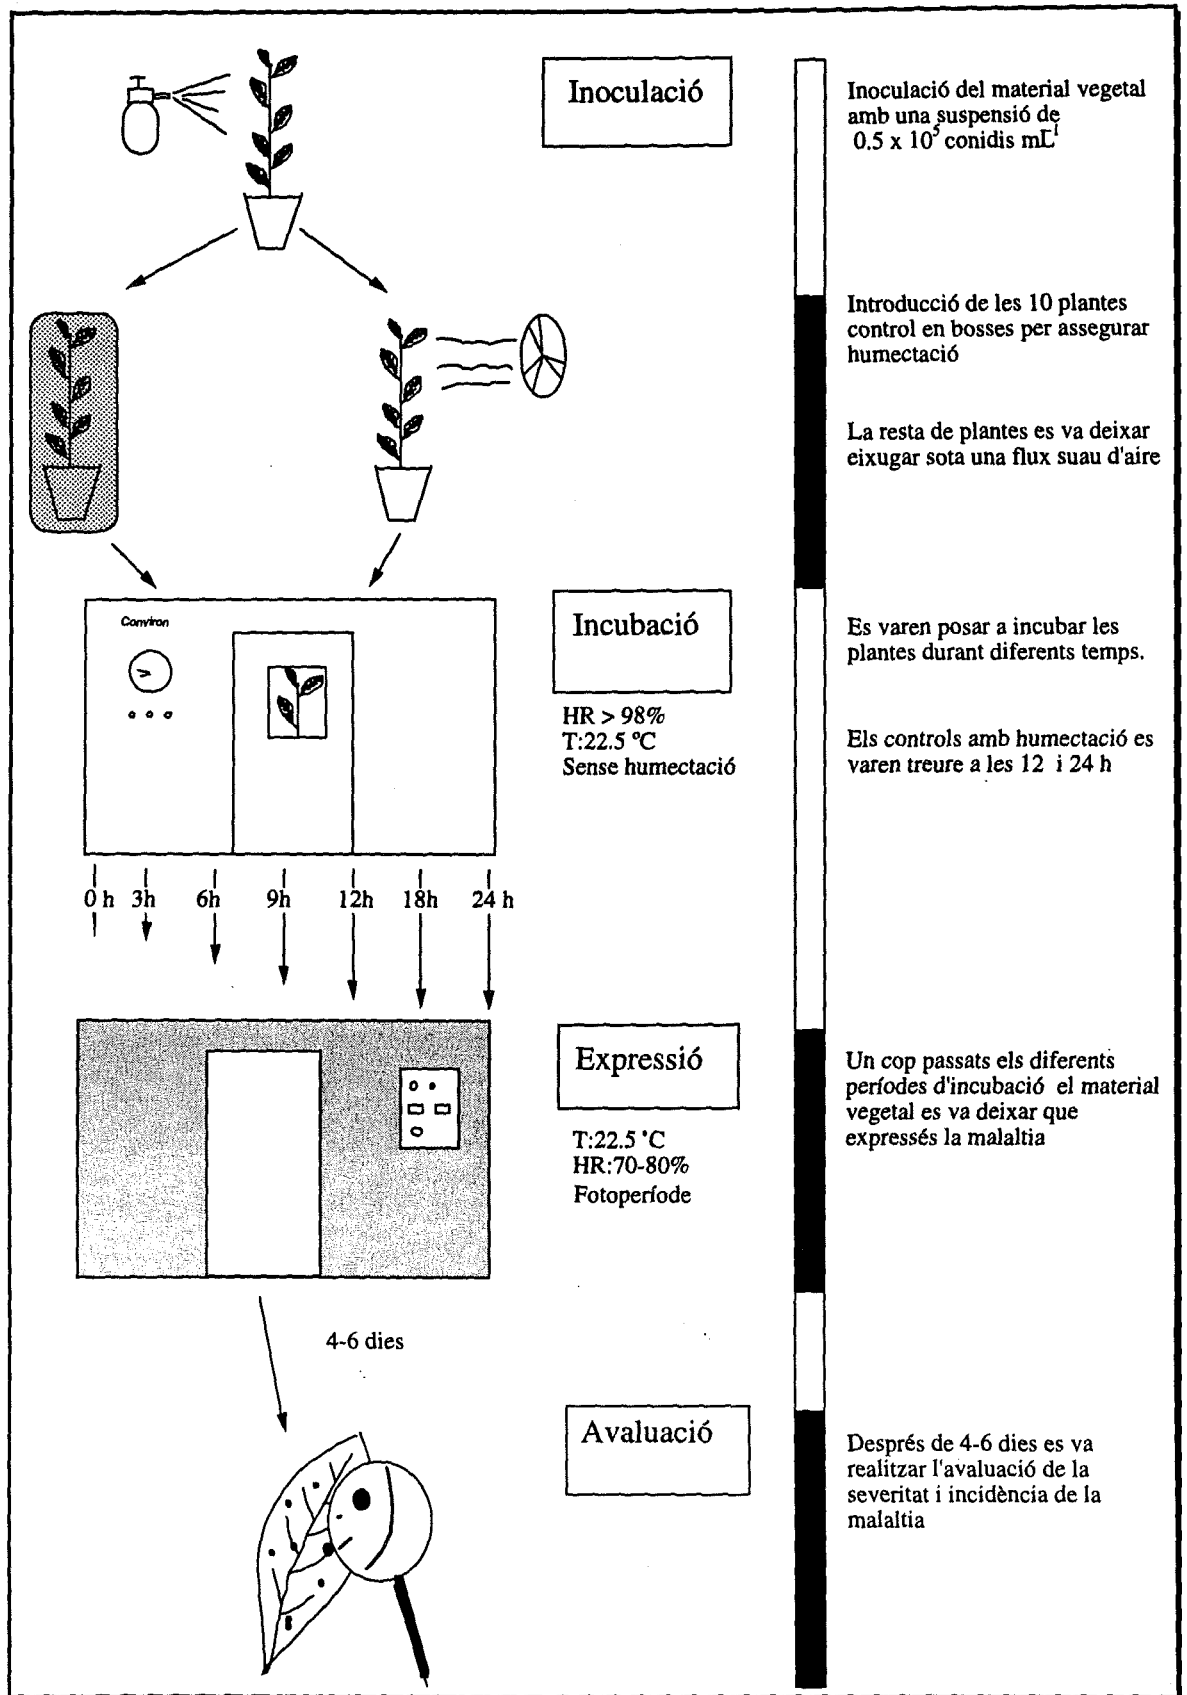 Inoculació
Inoculació del material vegetal
amb una suspensió de
0.5 x 10⁵ conidis mL¹
Introducció de les 10 plantes
control en bosses per assegurar
humectació
La resta de plantes es va deixar
eixugar sota una flux suau d'aire
Conviron
Incubació
HR > 98%
T:22.5 ºC
Sense humectació
Es varen posar a incubar les
plantes durant diferents temps.
Els controls amb humectació es
varen treure a les 12 i 24 h
0 h 3h 6h 9h 12h 18h 24 h
Expressió
T:22.5 °C
HR:70-80%
Fotoperíode
Un cop passats els diferents
períodes d'incubació el material
vegetal es va deixar que
expressés la malaltia
4-6 dies
Avaluació
Després de 4-6 dies es va
realitzar l'avaluació de la
severitat i incidència de la
malaltia